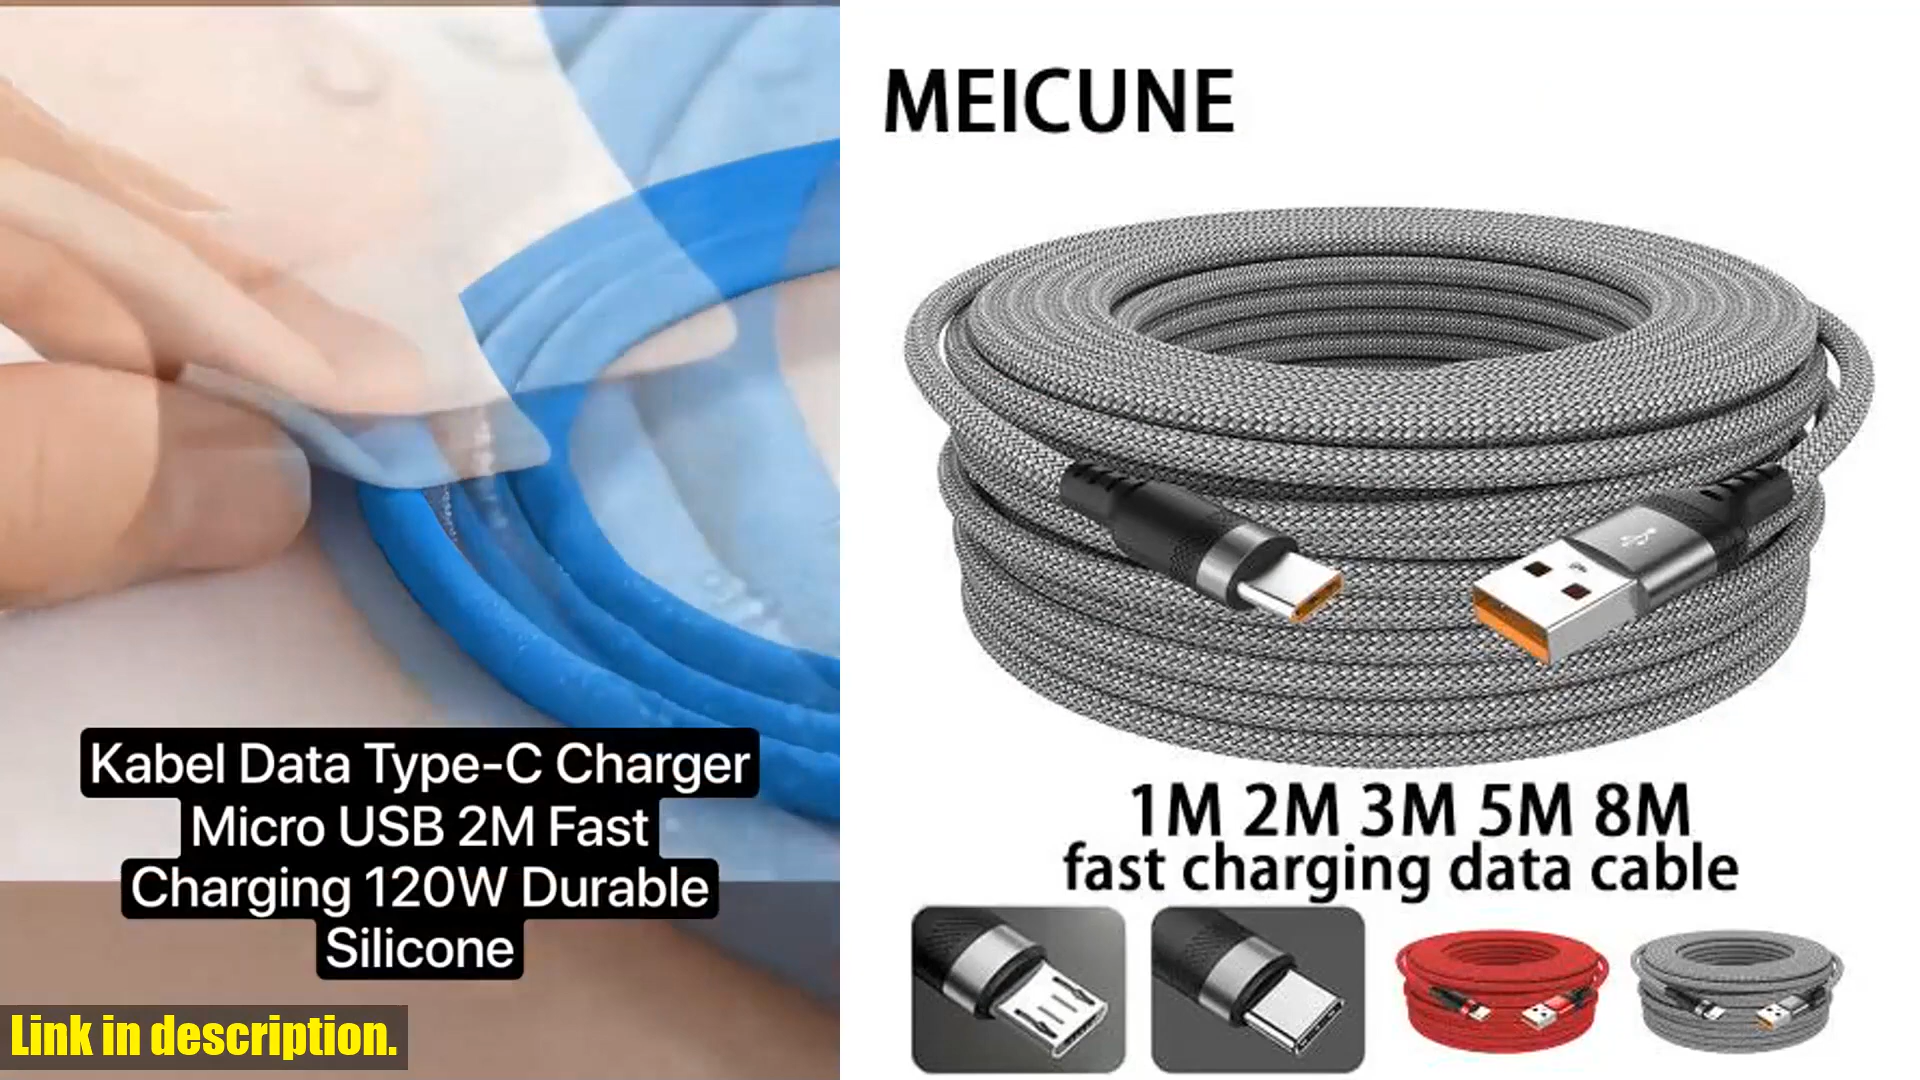 Kabel Data Type-C Charger
Micro USB 2M Fast
Charging 120W Durable
Silicone
Link in description.
MEICUNE
1M 2M 3M 5M 8M
fast charging data cable